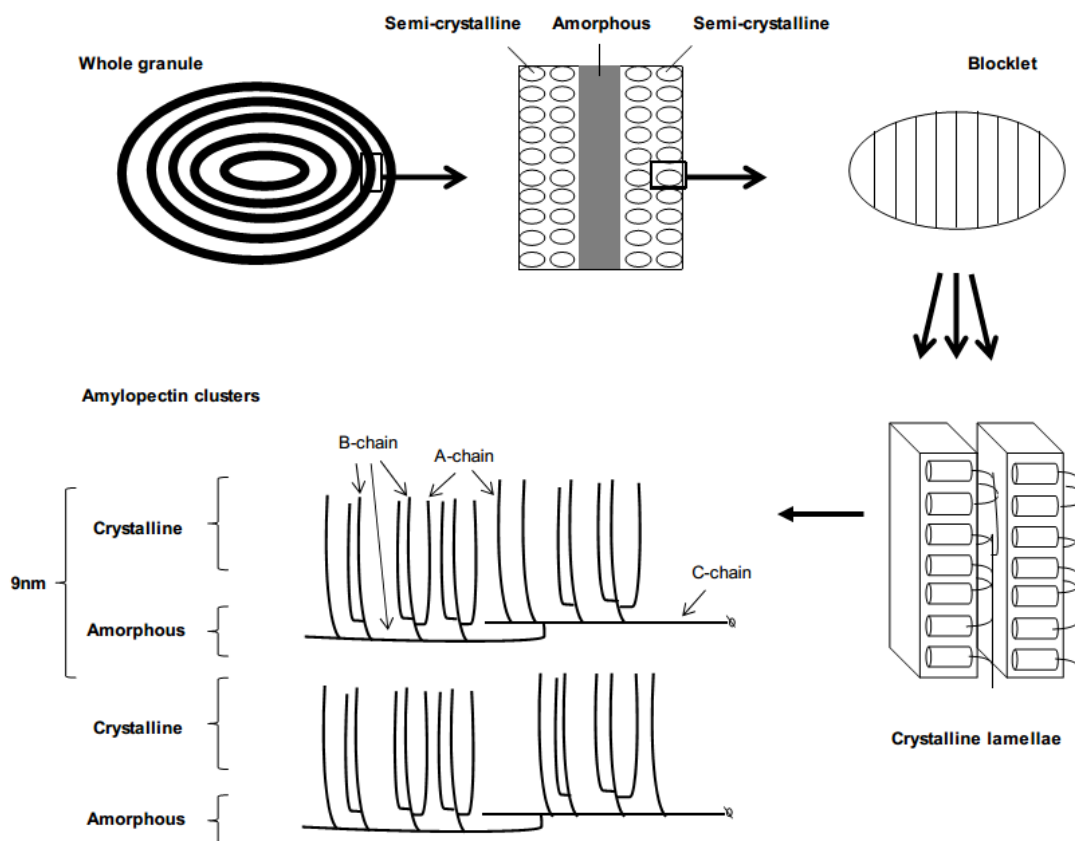 Semi-crystalline
Amorphous
Semi-crystalline
Whole granule
Blocklet
Amylopectin clusters
B-chain
A-chain
Crystalline
C-chain
9nm
Amorphous
Crystalline
Crystalline lamellae
Amorphous